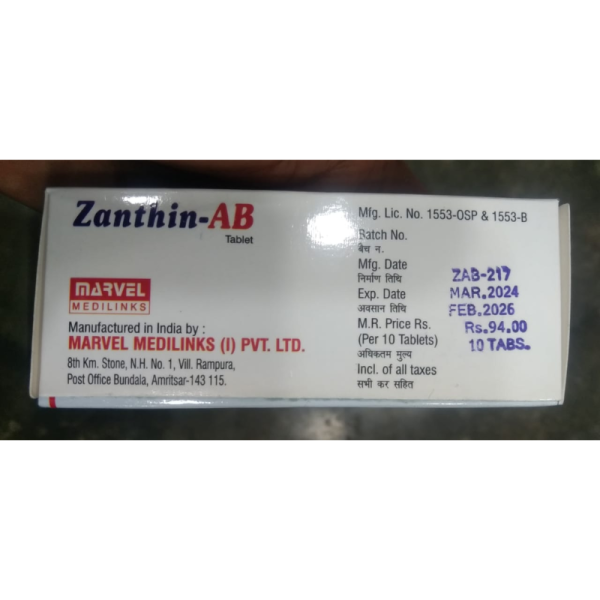 Zanthin-AB
Tablet
MARVEL
MEDILINKS
Manufactured in India by :
MARVEL MEDILINKS (I) PVT. LTD.
8th Km. Stone, N.H. No. 1, Vill. Rampura,
Post Office Bundala, Amritsar-143 115.
Mfg. Lic. No. 1553-OSP & 1553-B
Batch No.
बैच न.
Mfg. Date ZAB-217
निर्माण तिथि
Exp. Date MAR.2024
अवसान तिथि FEB.2026
M.R. Price Rs. Rs.94.00
(Per 10 Tablets) 10 TABS.
अधिकतम मुल्य
Incl. of all taxes
सभी कर सहित